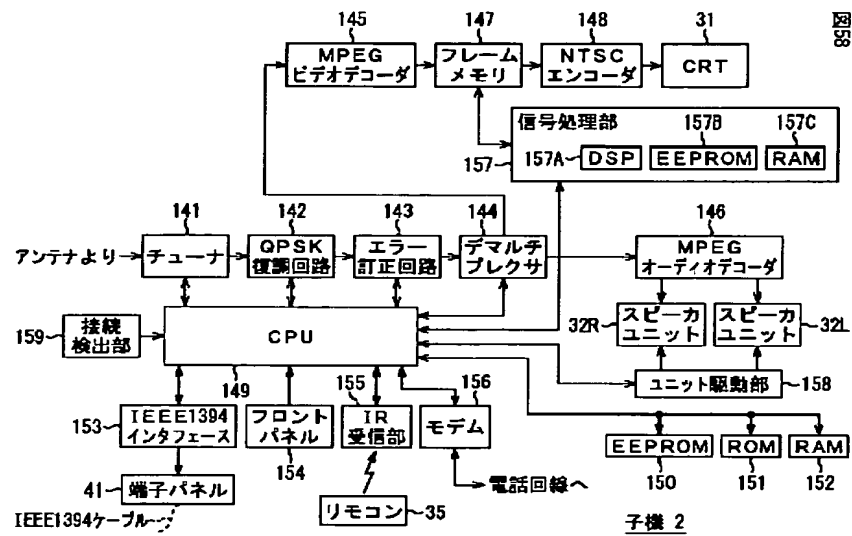 図58
145
147
148
31
MPEG
ビデオデコーダ
フレーム
メモリ
NTSC
エンコーダ
CRT
信号処理部
157B
157C
157
157A
DSP
EEPROM
RAM
141
142
143
144
146
アンテナより
チューナ
QPSK
復調回路
エラー
訂正回路
デマルチ
プレクサ
MPEG
オーディオデコーダ
159
接続
検出部
CPU
32R
スピーカ
ユニット
スピーカ
ユニット
32L
149
155
156
ユニット駆動部
158
153
IEEE1394
インタフェース
フロント
パネル
154
IR
受信部
モデム
EEPROM
ROM
RAM
150
151
152
41
端子パネル
電話回線へ
IEEE1394ケーブル
リモコン
35
子機 2